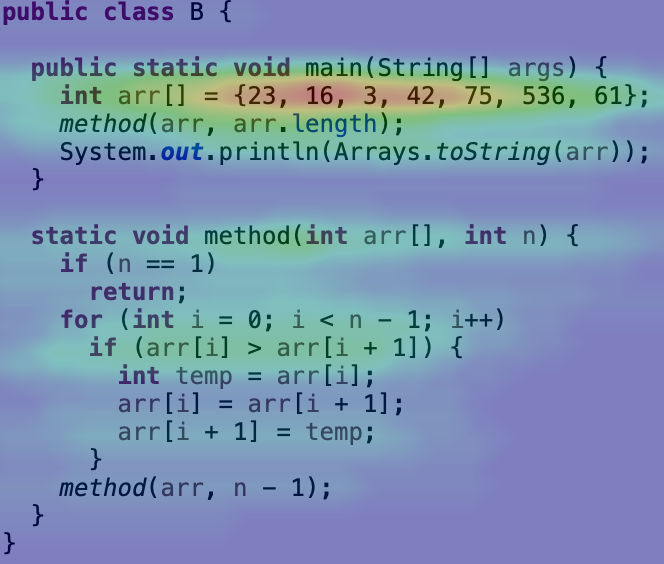 public class B {
public static void main(String[] args) {
int arr[] = {23, 16, 3, 42, 75, 536, 61};
method(arr, arr.length);
System.out.println(Arrays.toString(arr));
}
static void method(int arr[], int n) {
if (n == 1)
return;
for (int i = 0; i < n - 1; i++)
if (arr[i] > arr[i + 1]) {
int temp = arr[i];
arr[i] = arr[i + 1];
arr[i + 1] = temp;
}
method(arr, n - 1);
}
}